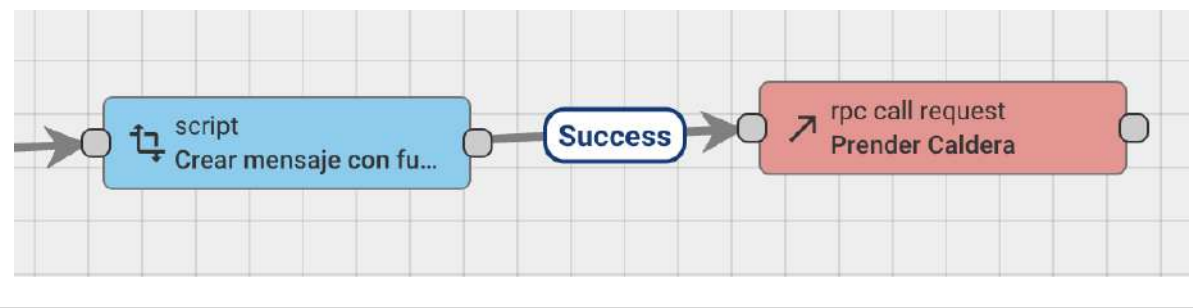 script
Crear mensaje con fu...
Success
rpc call request
Prender Caldera